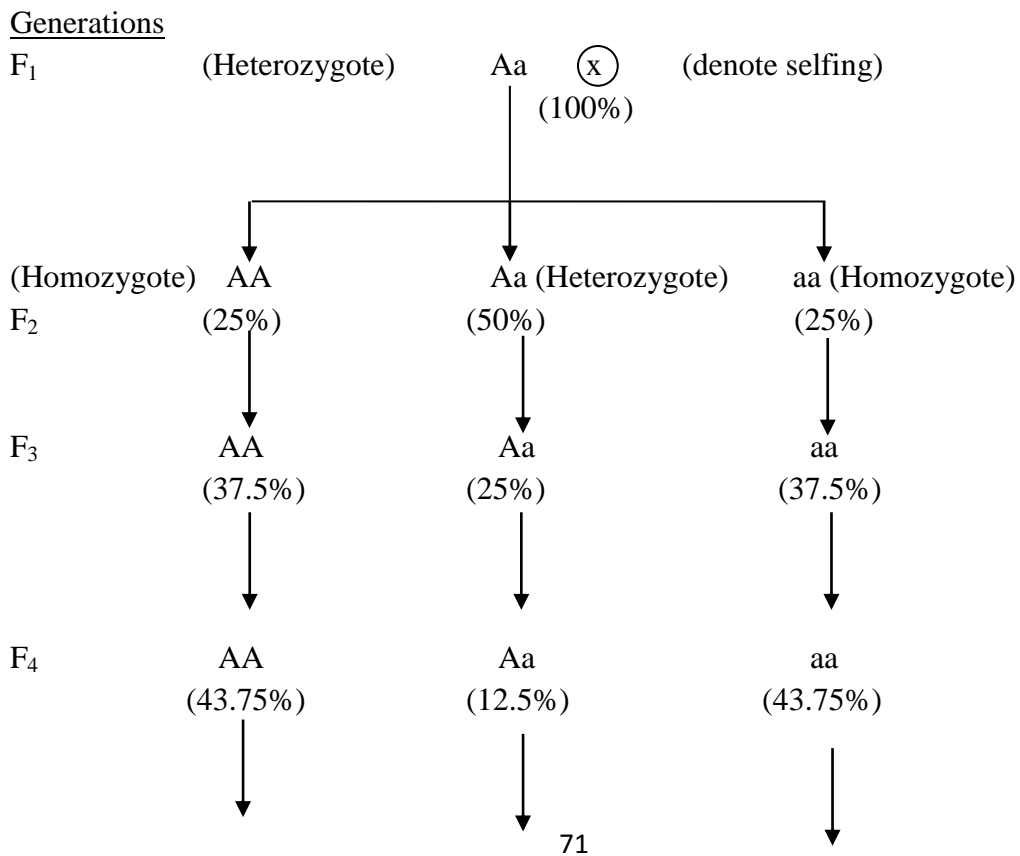 Generations
F₁ (Heterozygote) Aa x (denote selfing)
(100%)
(Homozygote) AA Aa (Heterozygote) aa (Homozygote)
F₂ (25%) (50%) (25%)
F₃ AA Aa aa
(37.5%) (25%) (37.5%)
F₄ AA Aa aa
(43.75%) (12.5%) (43.75%)
71